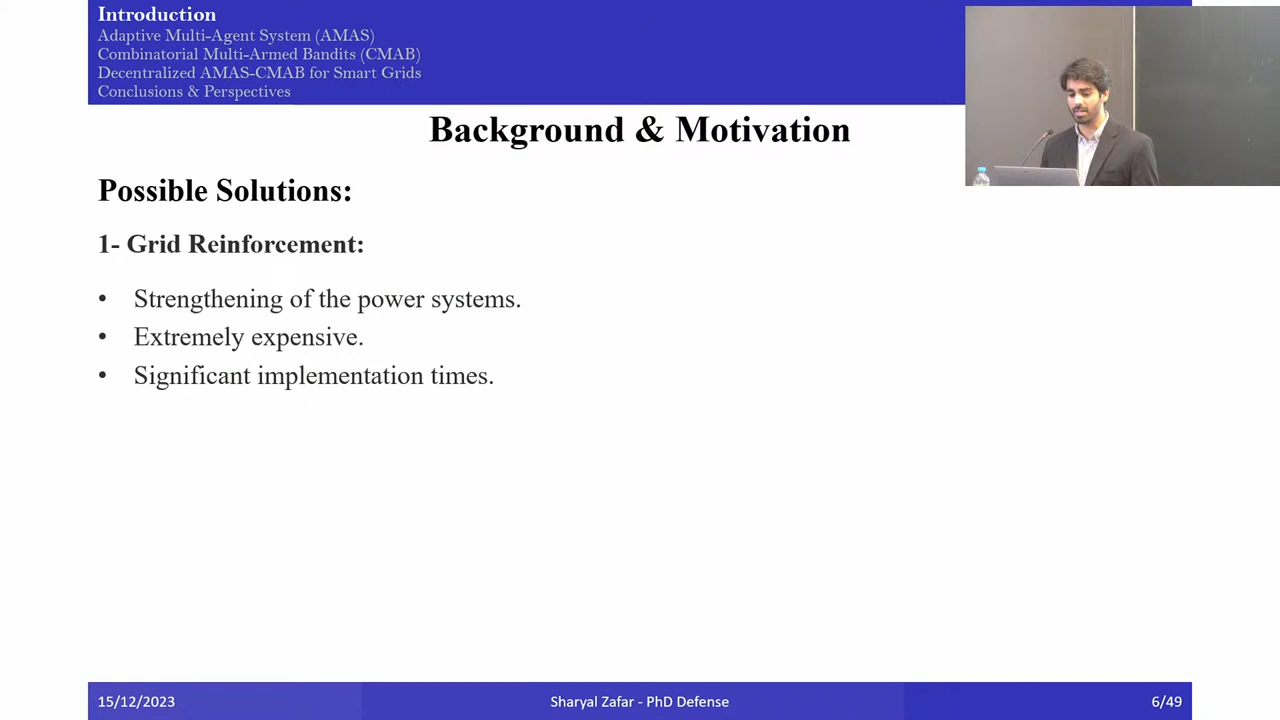 Introduction
Adaptive Multi-Agent System (AMAS)
Combinatorial Multi-Armed Bandits (CMAB)
Decentralized AMAS-CMAB for Smart Grids
Conclusions & Perspectives
Background & Motivation
Possible Solutions:
1- Grid Reinforcement:
• Strengthening of the power systems.
• Extremely expensive.
• Significant implementation times.
15/12/2023
Sharyal Zafar - PhD Defense
6/49